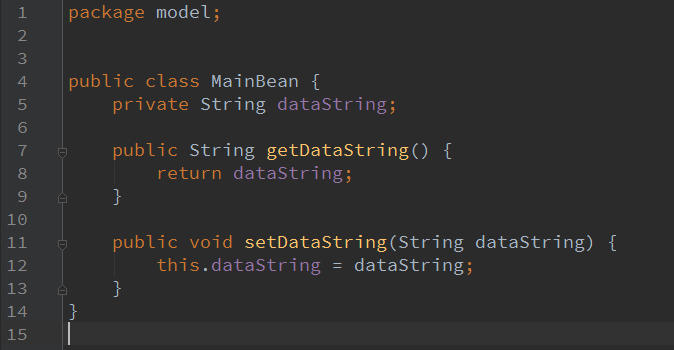 1 package model;
2
3
4 public class MainBean {
5     private String dataString;
6
7     public String getDataString() {
8         return dataString;
9     }
10
11     public void setDataString(String dataString) {
12         this.dataString = dataString;
13     }
14 }
15